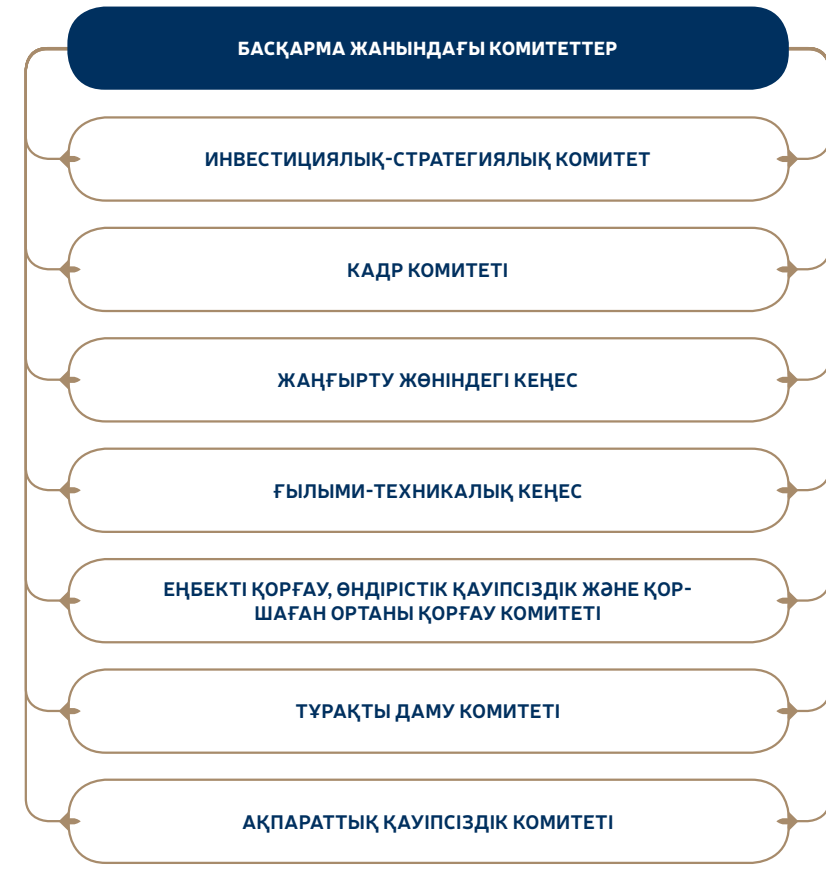 БАСҚАРМА ЖАНЫНДАҒЫ КОМИТЕТТЕР
ИНВЕСТИЦИЯЛЫҚ-СТРАТЕГИЯЛЫҚ КОМИТЕТ
КАДР КОМИТЕТІ
ЖАҢҒЫРТУ ЖӨНІНДЕГІ КЕҢЕС
ҒЫЛЫМИ-ТЕХНИКАЛЫҚ КЕҢЕС
ЕҢБЕКТІ ҚОРҒАУ, ӨНДІРІСТІК ҚАУІПСІЗДІК ЖӘНЕ ҚОР-
ШАҒАН ОРТАНЫ ҚОРҒАУ КОМИТЕТІ
ТҰРАҚТЫ ДАМУ КОМИТЕТІ
АҚПАРАТТЫҚ ҚАУІПСІЗДІК КОМИТЕТІ